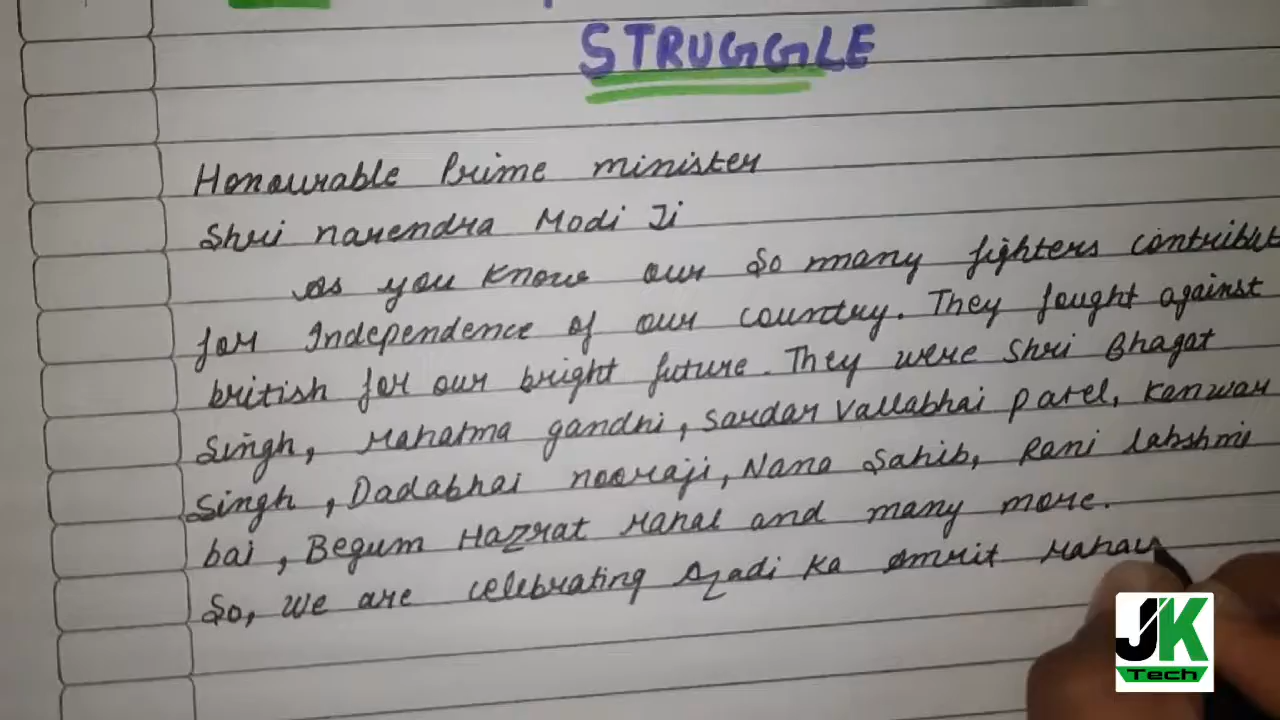 STRUGGLE
Honourable Prime minister
Shri narendra Modi Ji
As you know our so many fighters contribut
for Independence of our country. They fought against
british for our bright future. They were Shri Bhagat
Singh, Mahatma gandhi, Sardar Vallabhai Patel, Kanwar
Singh, Dadabhai nooraji, Nana Sahib, Rani labshmi
bai, Begum Hazrat Mahal and many more.
So, we are celebrating Azadi Ka Amrit Mahav
JK
Tech